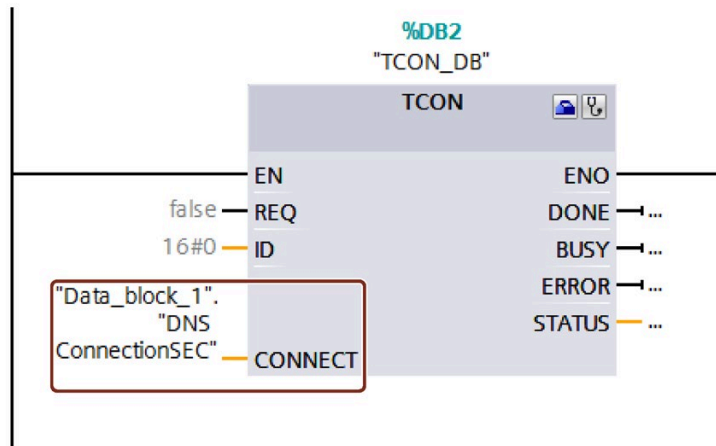 %DB2
"TCON_DB"
TCON
EN
ENO
false
REQ
DONE
...
16#0
ID
BUSY
...
ERROR
...
"Data_block_1".
"DNS
ConnectionSEC"
CONNECT
STATUS
...